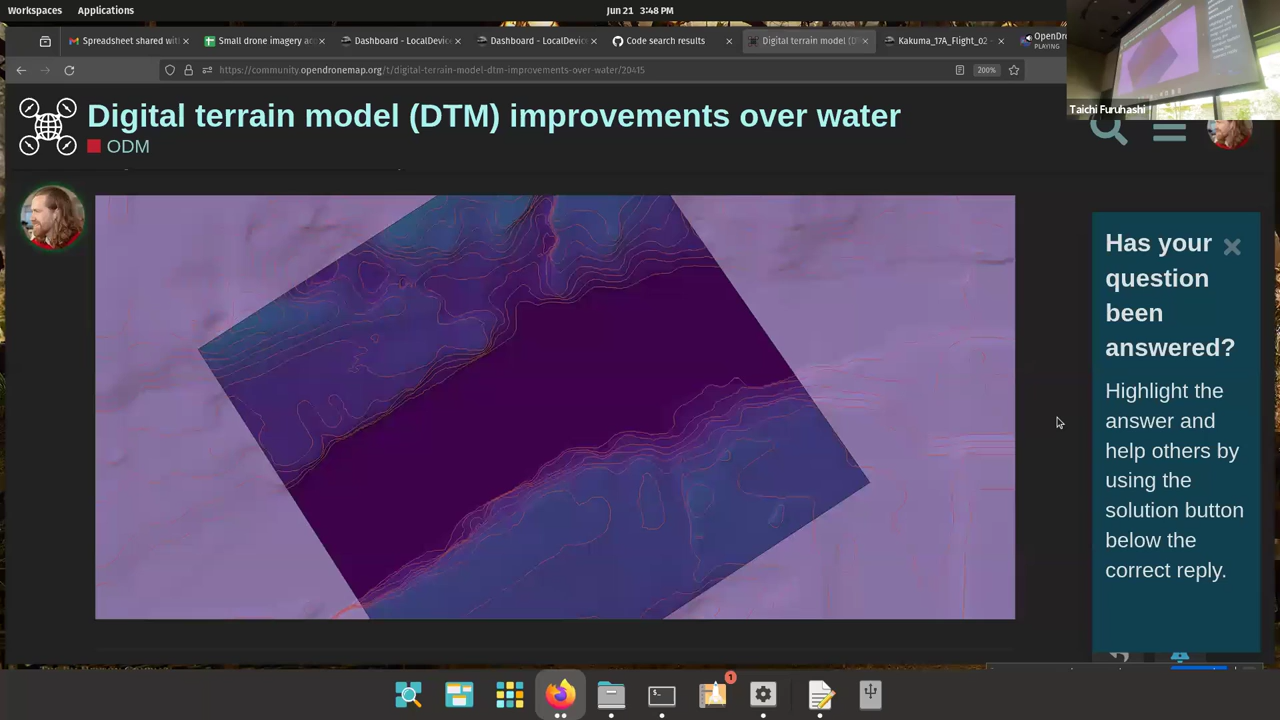 Workspaces
Applications
Jun 21 3:48 PM
Spreadsheet shared wit
Small drone imagery ac
Dashboard - LocalDevic
Dashboard - LocalDevic
Code search results
Digital terrain model (DT
Kakuma_17A_Flight_02 -
OpenDro
PLAYING
https://community.opendronemap.org/t/digital-terrain-model-dtm-improvements-over-water/20415
200%
Taichi Furuhashi
Digital terrain model (DTM) improvements over water
ODM
Has your
question
been
answered?
Highlight the
answer and
help others by
using the
solution button
below the
correct reply.
1